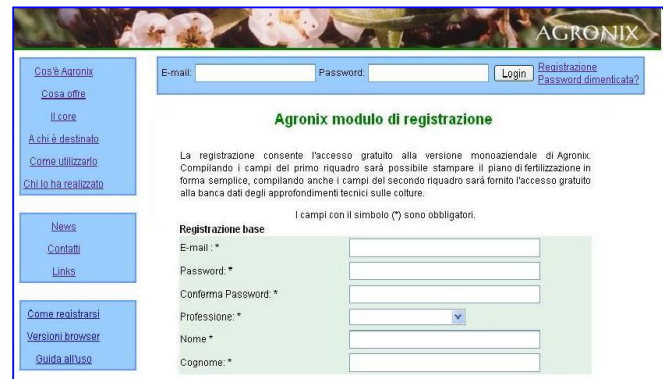 AGRONIX
Cos'è Agronix
Cosa offre
Il core
A chi è destinato
Come utilizzarlo
Chi lo ha realizzato
News
Contatti
Links
Come registrarsi
Versioni browser
Guida all'uso
E-mail:
Password:
Login
Registrazione
Password dimenticata?
Agronix modulo di registrazione
La registrazione consente l'accesso gratuito alla versione monoaziendale di Agronix.
Compilando i campi del primo riquadro sarà possibile stampare il piano di fertilizzazione in
forma semplice, compilando anche i campi del secondo riquadro sarà fornito l'accesso gratuito
alla banca dati degli approfondimenti tecnici sulle colture.
I campi con il simbolo (*) sono obbligatori.
Registrazione base
E-mail : *
Password: *
Conferma Password: *
Professione: *
Nome *
Cognome: *